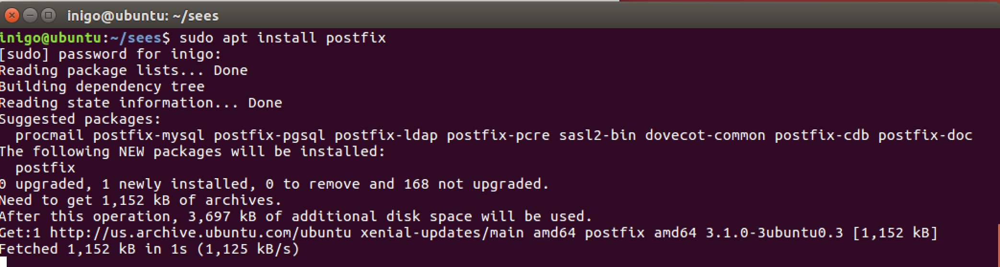 inigo@ubuntu: ~/sees
inigo@ubuntu:~/sees$ sudo apt install postfix
[sudo] password for inigo:
Reading package lists... Done
Building dependency tree
Reading state information... Done
Suggested packages:
  procmail postfix-mysql postfix-pgsql postfix-ldap postfix-pcre sasl2-bin dovecot-common postfix-cdb postfix-doc
The following NEW packages will be installed:
  postfix
0 upgraded, 1 newly installed, 0 to remove and 168 not upgraded.
Need to get 1,152 kB of archives.
After this operation, 3,697 kB of additional disk space will be used.
Get:1 http://us.archive.ubuntu.com/ubuntu xenial-updates/main amd64 postfix amd64 3.1.0-3ubuntu0.3 [1,152 kB]
Fetched 1,152 kB in 1s (1,125 kB/s)